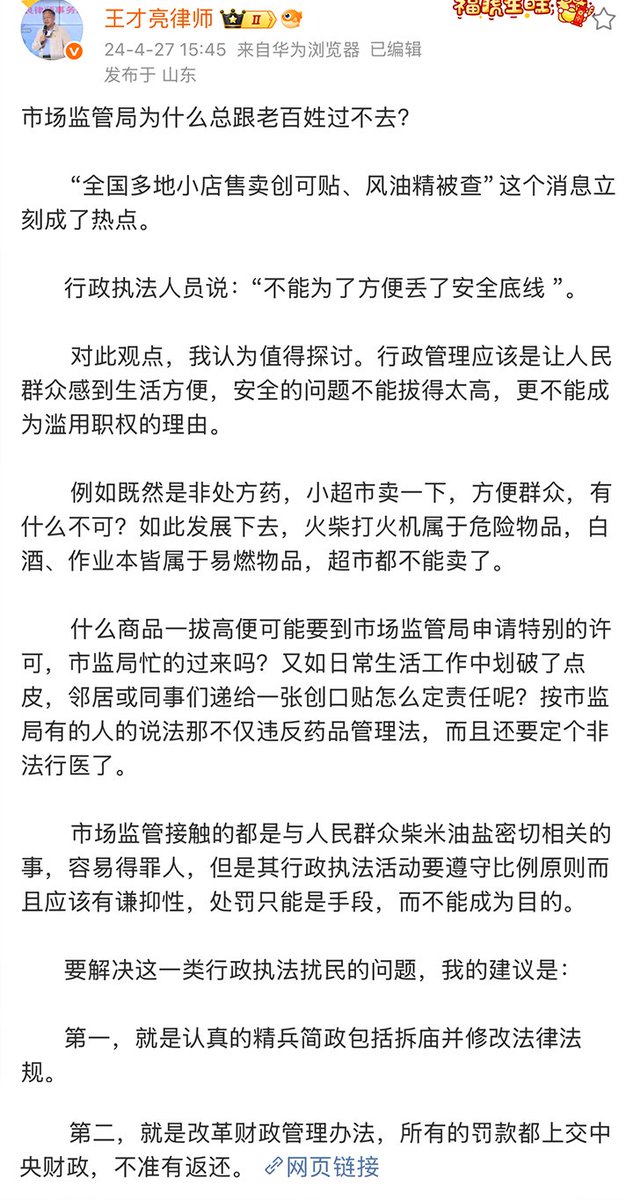 王才亮律师 II
24-4-27 15:45 来自华为浏览器 已编辑
发布于 山东
市场监管局为什么总跟老百姓过不去?
“全国多地小店售卖创可贴、风油精被查”这个消息立
刻成了热点。
行政执法人员说：“不能为了方便丢了安全底线 ”。
对此观点，我认为值得探讨。行政管理应该是让人民
群众感到生活方便，安全的问题不能拔得太高，更不能成
为滥用职权的理由。
例如既然是非处方药，小超市卖一下，方便群众，有
什么不可？如此发展下去，火柴打火机属于危险物品，白
酒、作业本皆属于易燃物品，超市都不能卖了。
什么商品一拔高便可能要到市场监管局申请特别的许
可，市监局忙的过来吗？又如日常生活工作中划破了点
皮，邻居或同事们递给一张创口贴怎么定责任呢？按市监
局有的人的说法那不仅违反药品管理法，而且还要定个非
法行医了。
市场监管接触的都是与人民群众柴米油盐密切相关的
事，容易得罪人，但是其行政执法活动要遵守比例原则而
且应该有谦抑性，处罚只能是手段，而不能成为目的。
要解决这一类行政执法扰民的问题，我的建议是：
第一，就是认真的精兵简政包括拆庙并修改法律法
规。
第二，就是改革财政管理办法，所有的罚款都上交中
央财政，不准有返还。 网页链接